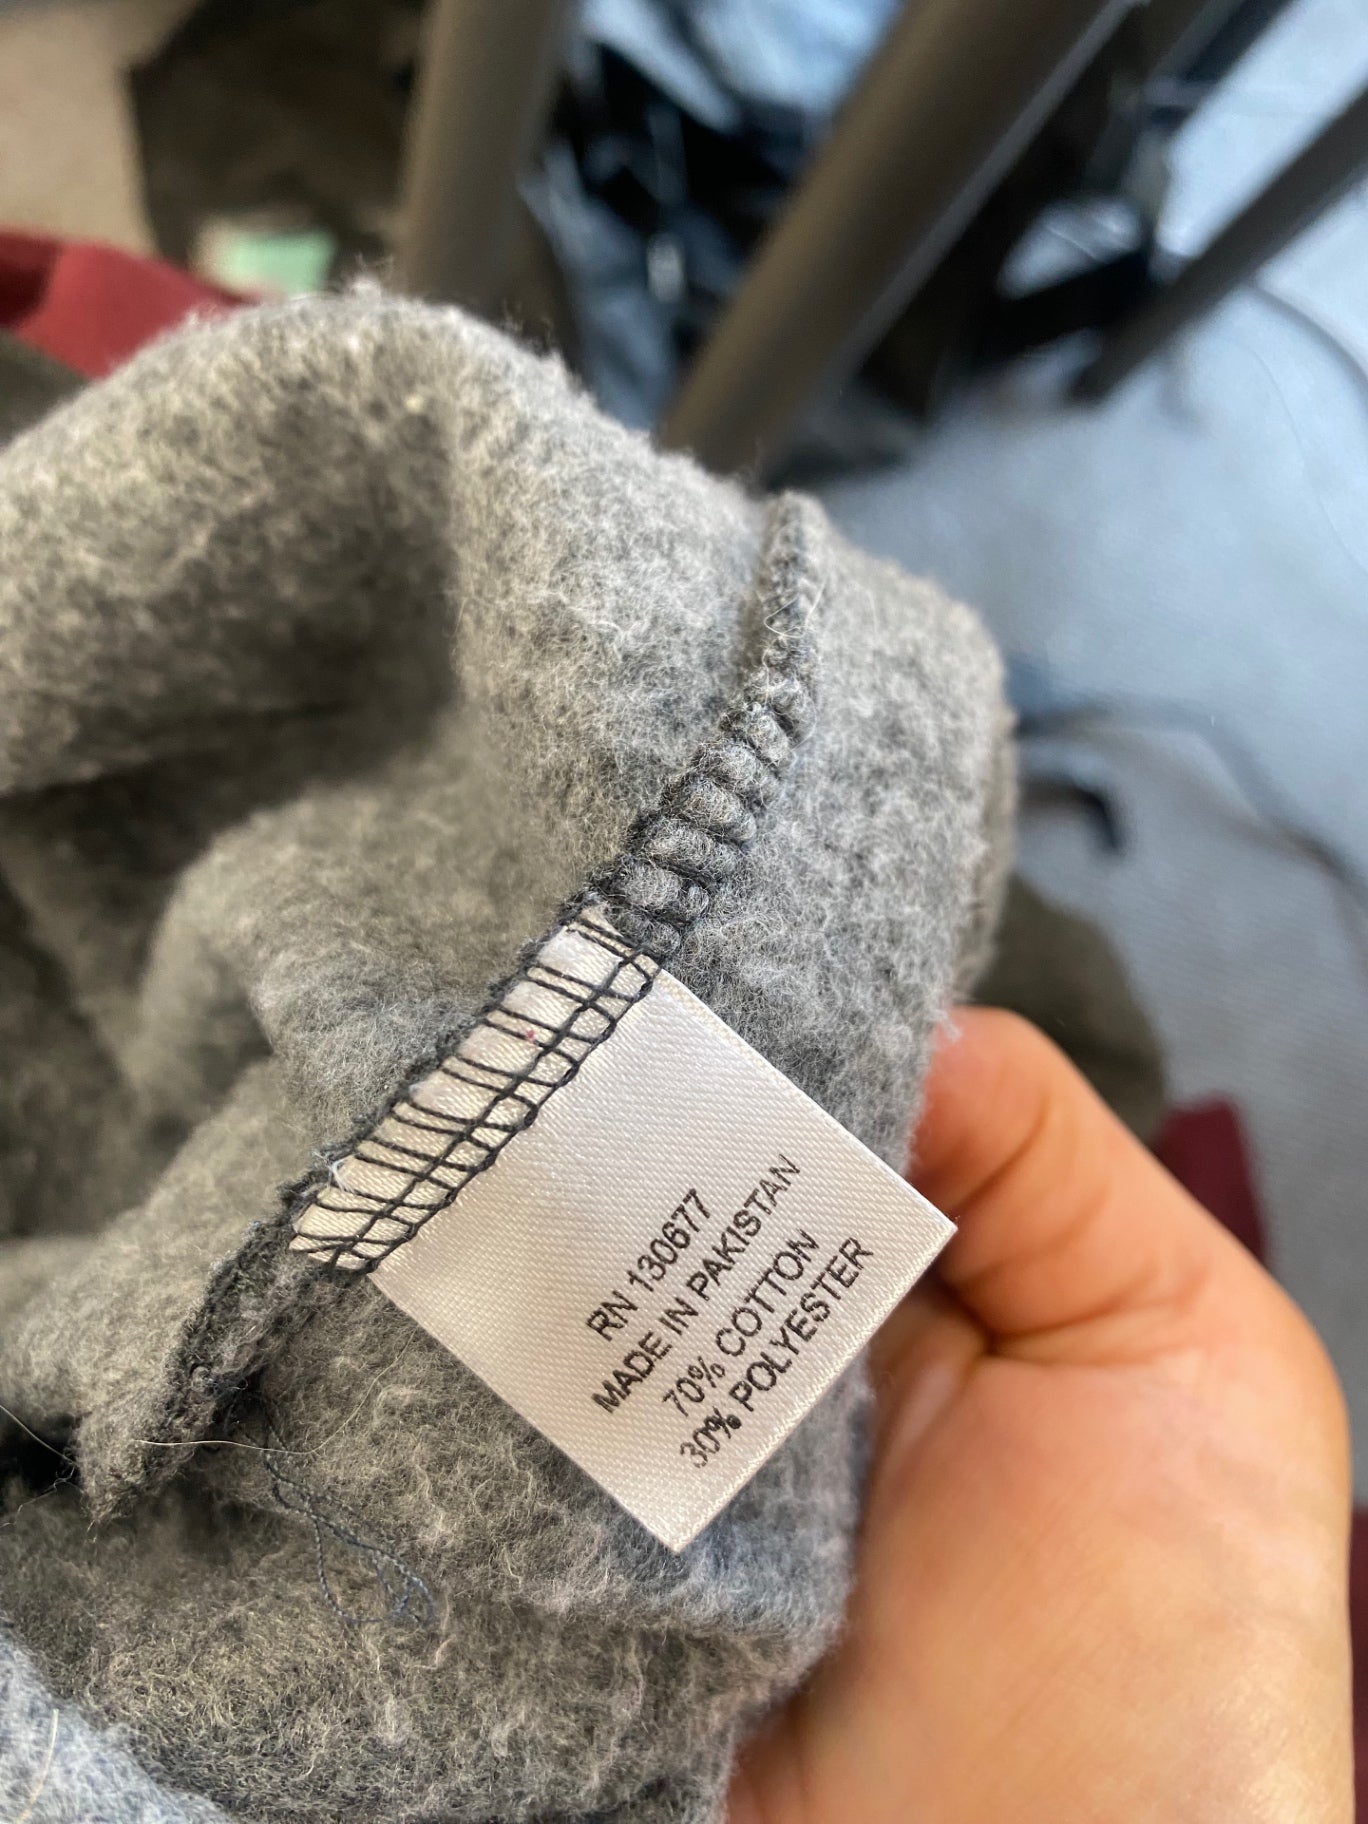 RN 130677
MADE IN PAKISTAN
70% COTTON
30% POLYESTER